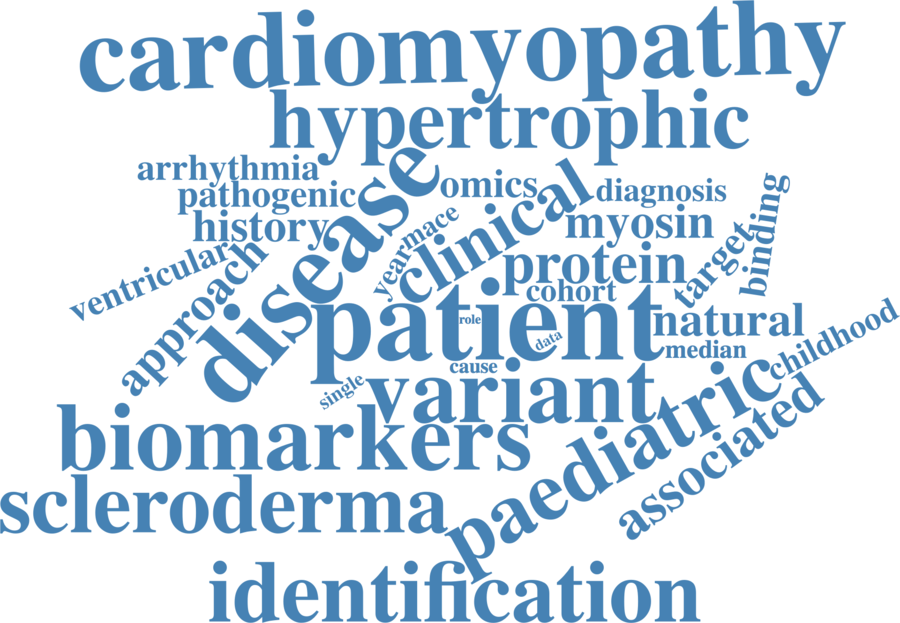 cardiomyopathy
hypertrophic
arrhythmia
disease
omics
clinical
diagnosis
binding
pathogenic
history
mace
year
myosin
target
ventricular
approach
protein
cohort
patient
role
data
natural
median
childhood
cause
single
variant
paediatric
associated
biomarkers
scleroderma
identification